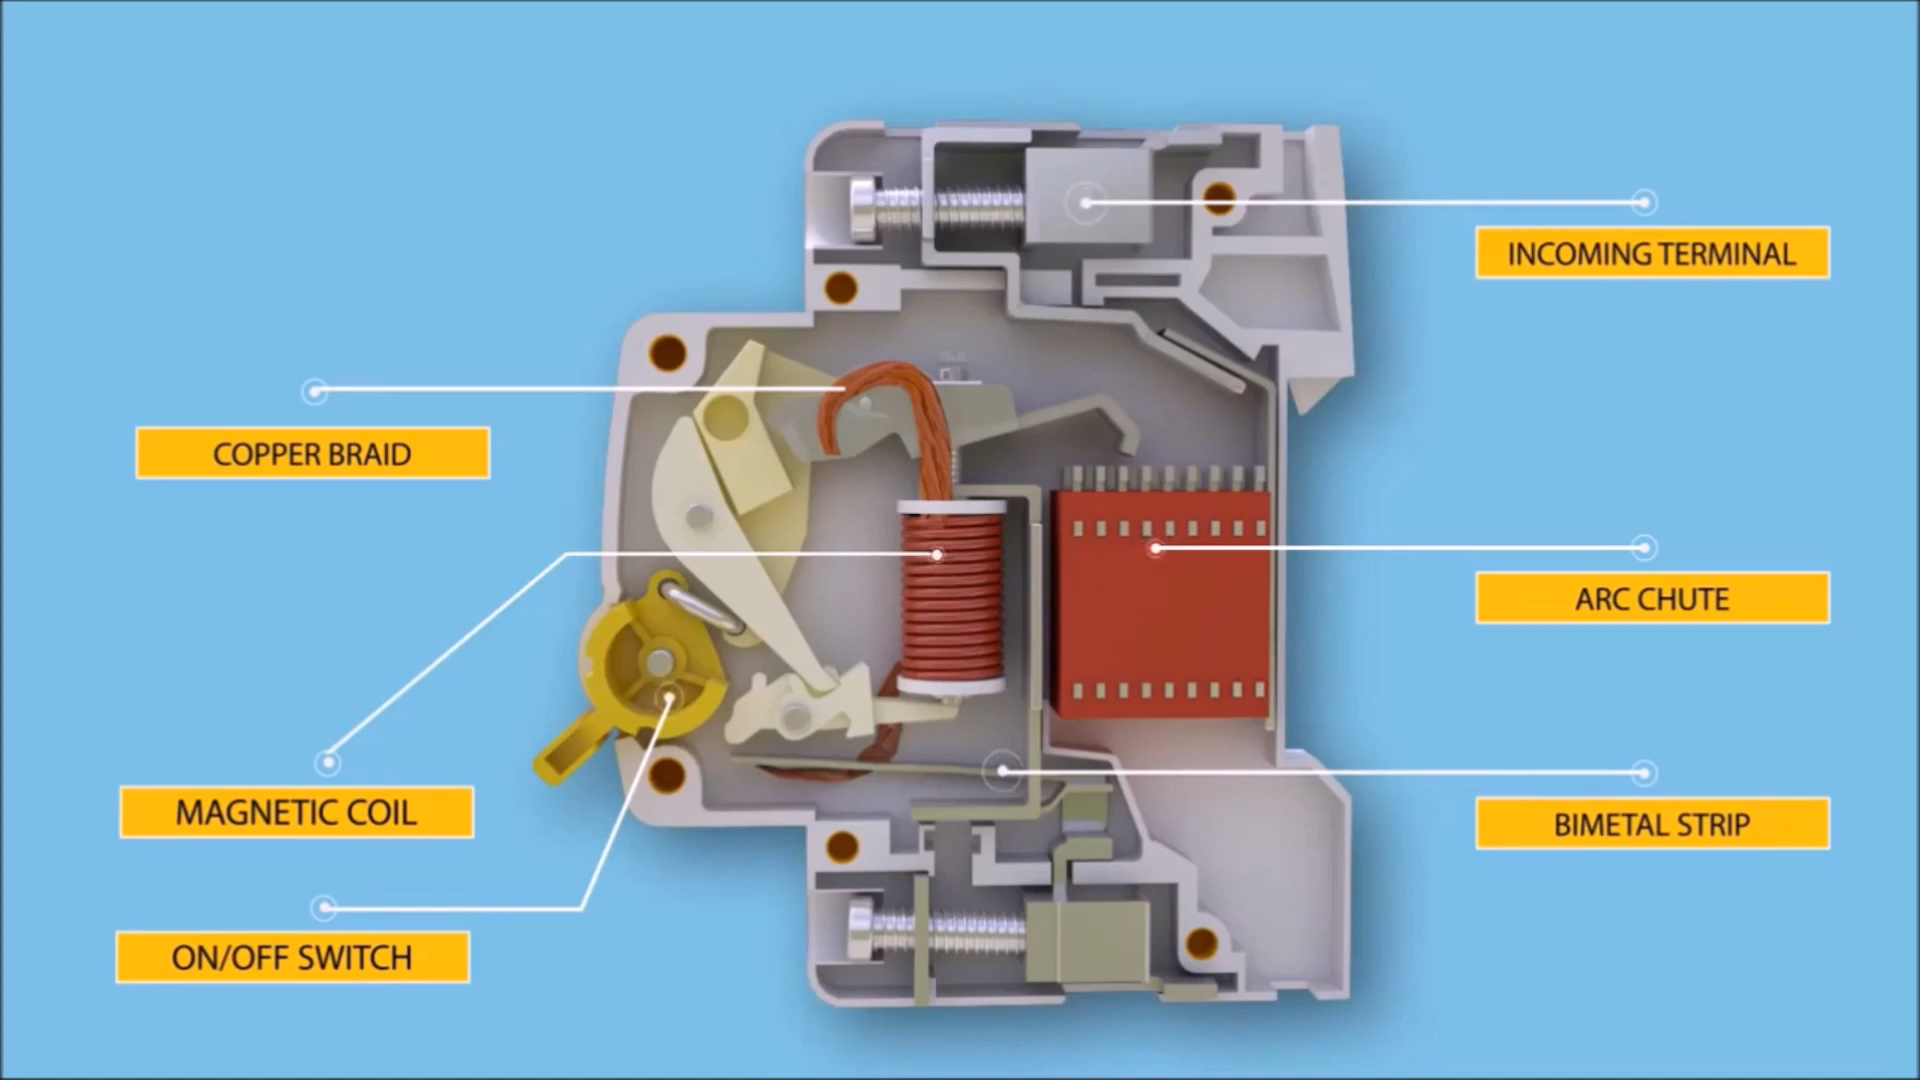 INCOMING TERMINAL
COPPER BRAID
ARC CHUTE
MAGNETIC COIL
BIMETAL STRIP
ON/OFF SWITCH